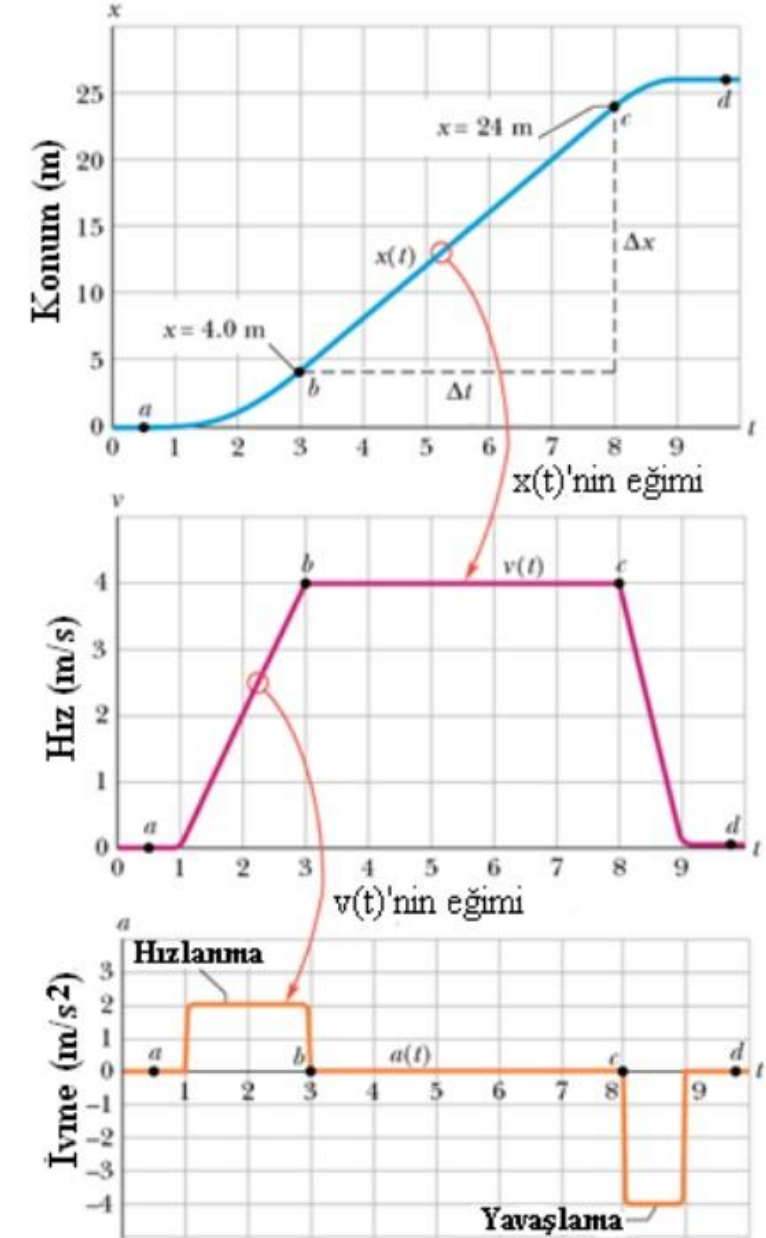 x
Konum (m)
25
20
15
10
5
0
x = 24 m
c
d
Δx
x(t)
x = 4.0 m
b
Δt
a
0 1 2 3 4 5 6 7 8 9 t
x(t)'nin eğimi
v
Hız (m/s)
4
3
2
1
0
b
v(t)
c
a
d
0 1 2 3 4 5 6 7 8 9 t
v(t)'nin eğimi
a
İvme (m/s²)
Hızlanma
3
2
1
0
-1
-2
-3
-4
a
b
a(t)
c
d
1 2 3 4 5 6 7 8 9 t
Yavaşlama